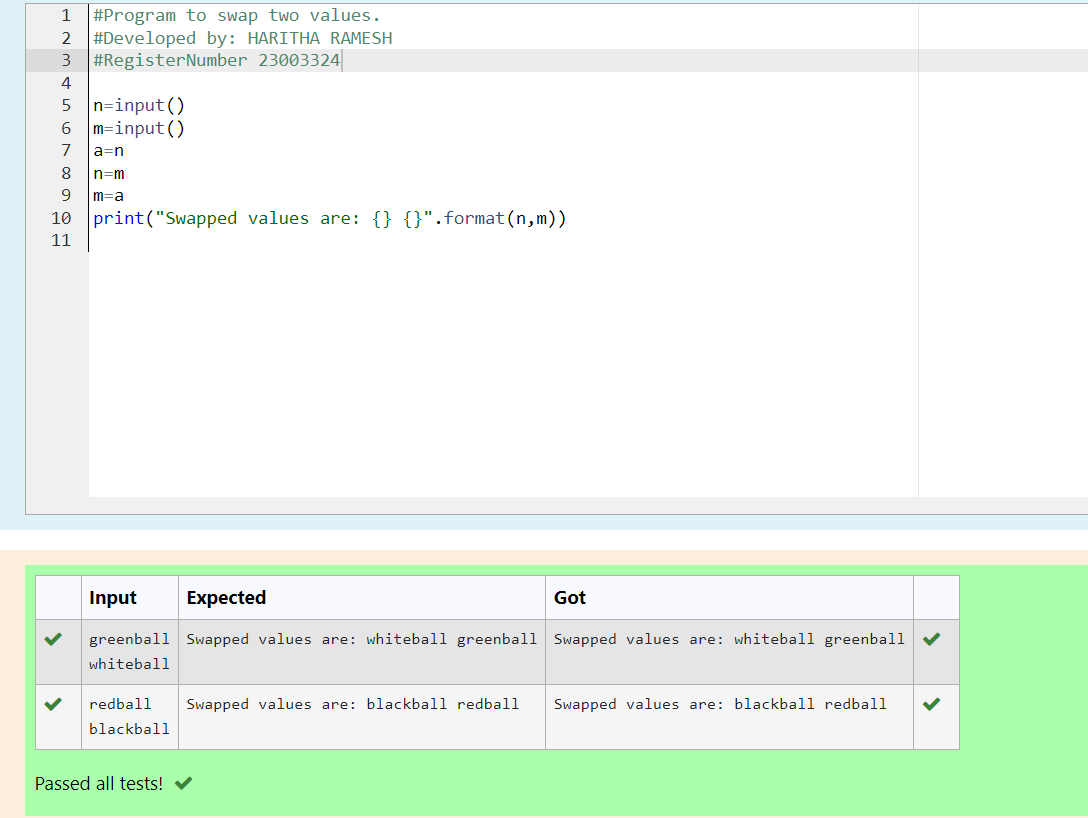 1 #Program to swap two values.
2 #Developed by: HARITHA RAMESH
3 #RegisterNumber 23003324
4
5 n=input()
6 m=input()
7 a=n
8 n=m
9 m=a
10 print("Swapped values are: {} {}".format(n,m))
11
Input Expected Got
greenball Swapped values are: whiteball greenball Swapped values are: whiteball greenball
whiteball
redball Swapped values are: blackball redball Swapped values are: blackball redball
blackball
Passed all tests!